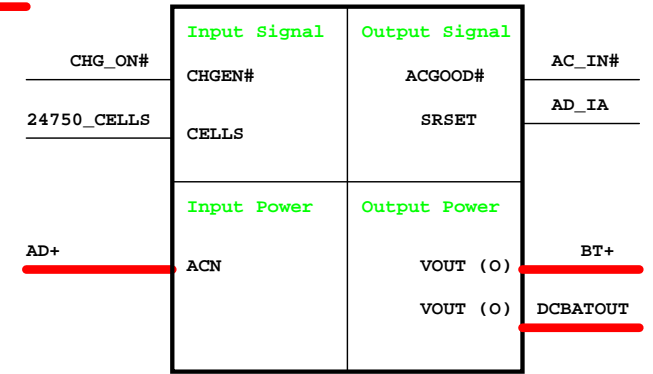 Input Signal Output Signal
CHG_ON# CHGEN# ACGOOD# AC_IN#
24750_CELLS CELLS SRSET AD_IA
Input Power Output Power
AD+ ACN VOUT (O) BT+
VOUT (O) DCBATOUT